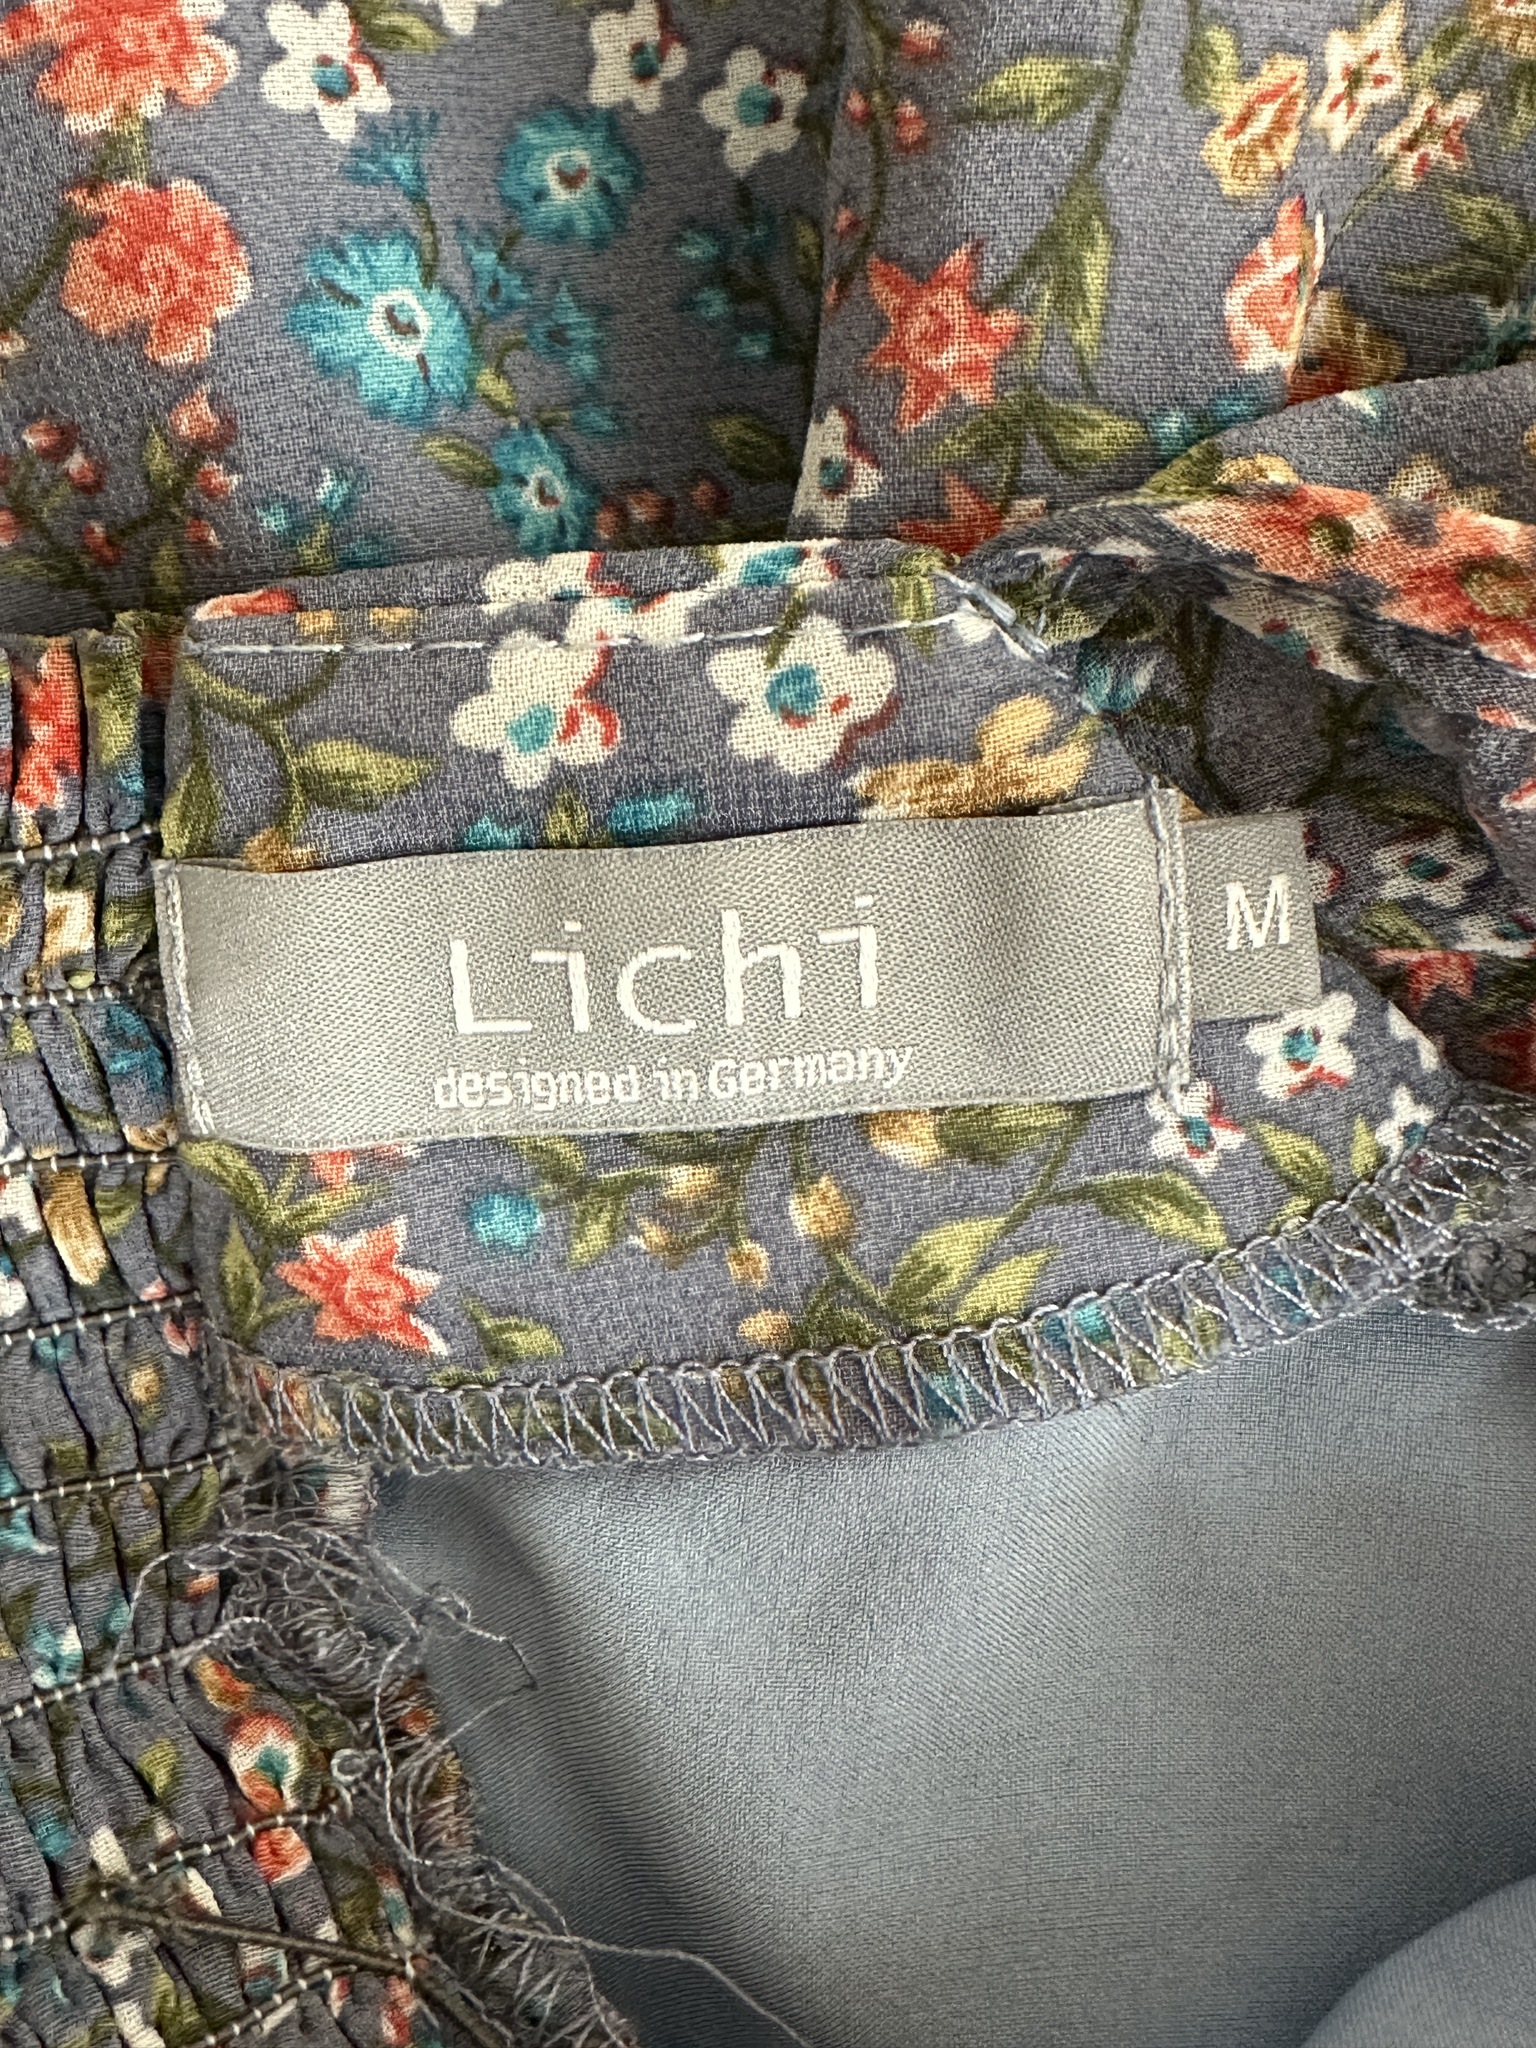 Lichi
designed in Germany
M